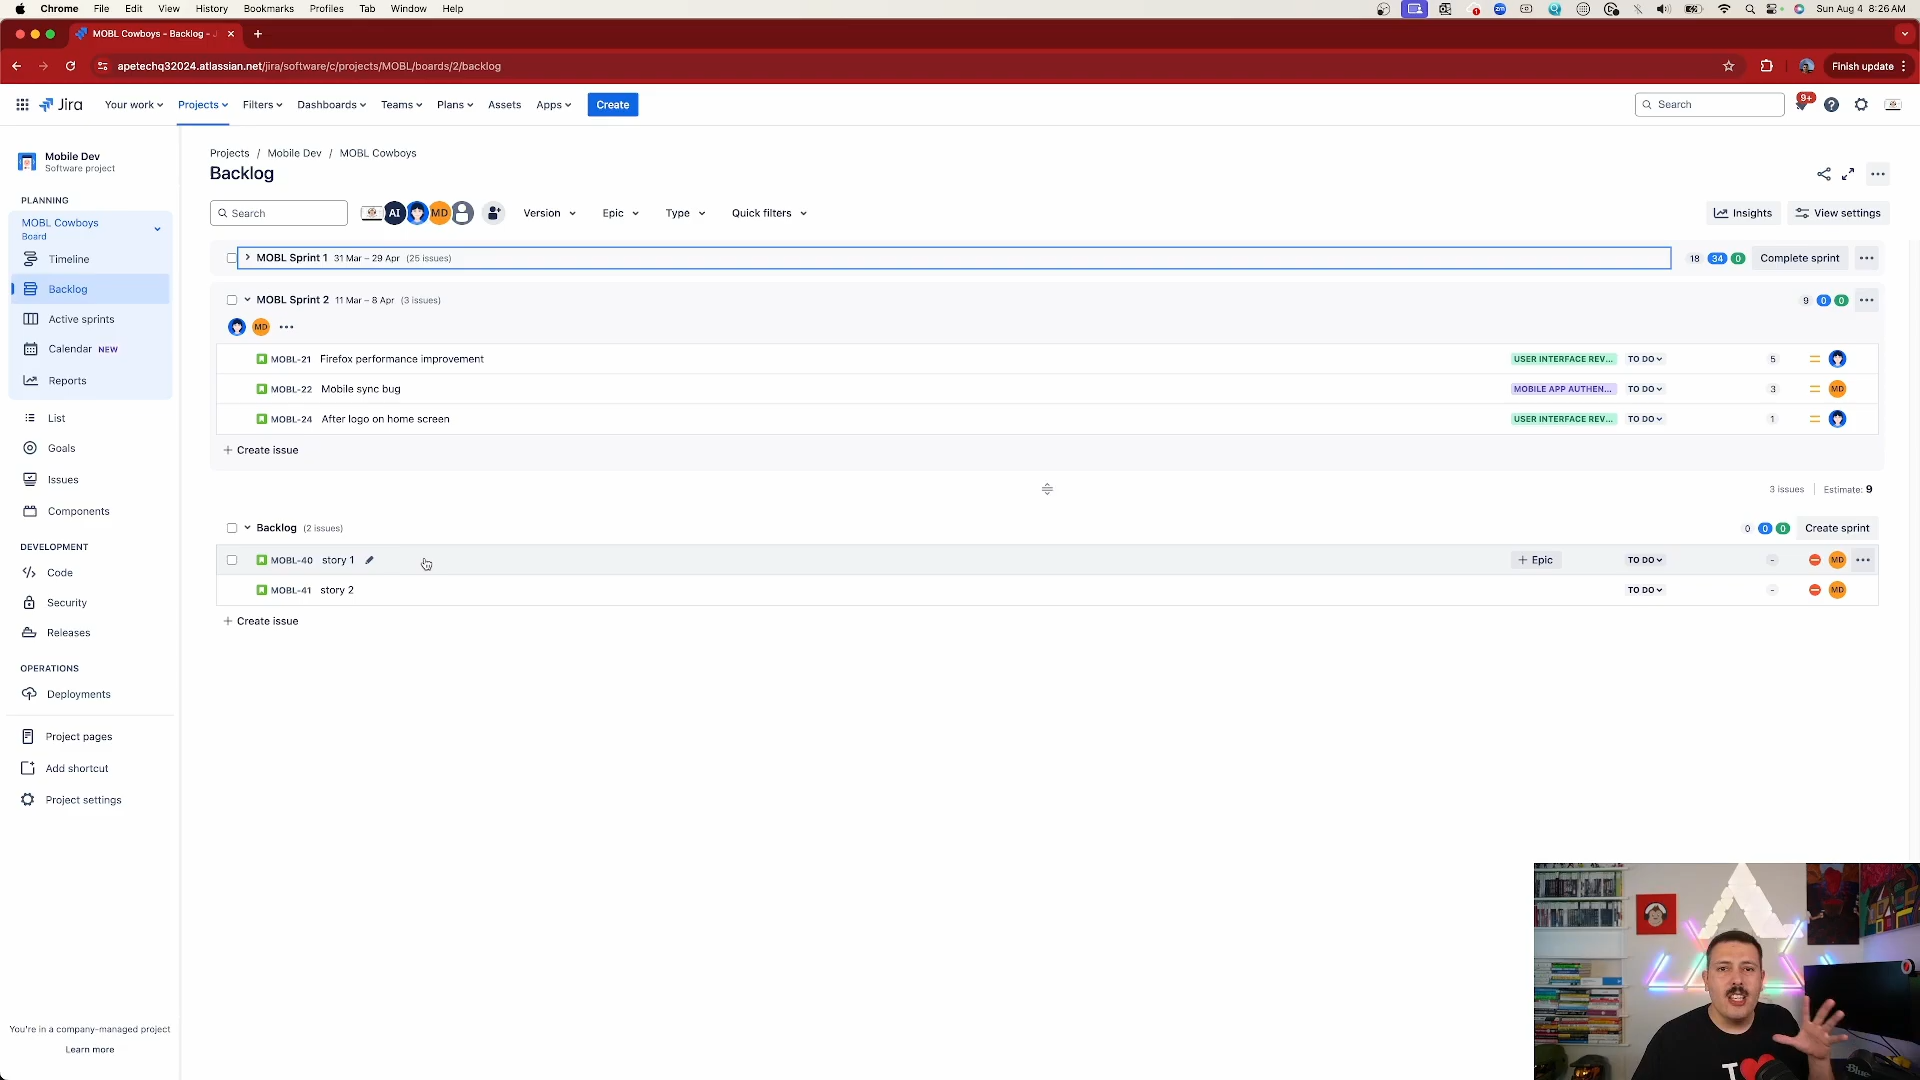 Chrome File Edit View History Bookmarks Profiles Tab Window Help
Sun Aug 4 8:26 AM
MOBL Cowboys - Backlog -
apetechq32024.atlassian.net/jira/software/c/projects/MOBL/boards/2/backlog
Finish update
Jira Your work Projects Filters Dashboards Teams Plans Assets Apps Create
Search
9+
Mobile Dev
Software project
PLANNING
MOBL Cowboys
Board
Timeline
Backlog
Active sprints
Calendar NEW
Reports
List
Goals
Issues
Components
DEVELOPMENT
Code
Security
Releases
OPERATIONS
Deployments
Project pages
Add shortcut
Project settings
You're in a company-managed project
Learn more
Projects / Mobile Dev / MOBL Cowboys
Backlog
Search AI MD Version Epic Type Quick filters
Insights View settings
MOBL Sprint 1 31 Mar – 29 Apr (25 issues) 18 34 0 Complete sprint
MOBL Sprint 2 11 Mar – 8 Apr (3 issues) 9 0 0
MD
MOBL-21 Firefox performance improvement USER INTERFACE REV... TO DO 5
MOBL-22 Mobile sync bug MOBILE APP AUTHEN... TO DO 3 MD
MOBL-24 After logo on home screen USER INTERFACE REV... TO DO 1
+ Create issue
3 issues Estimate: 9
Backlog (2 issues) 0 0 0 Create sprint
MOBL-40 story 1 + Epic TO DO - MD
MOBL-41 story 2 TO DO - MD
+ Create issue
I
Blue